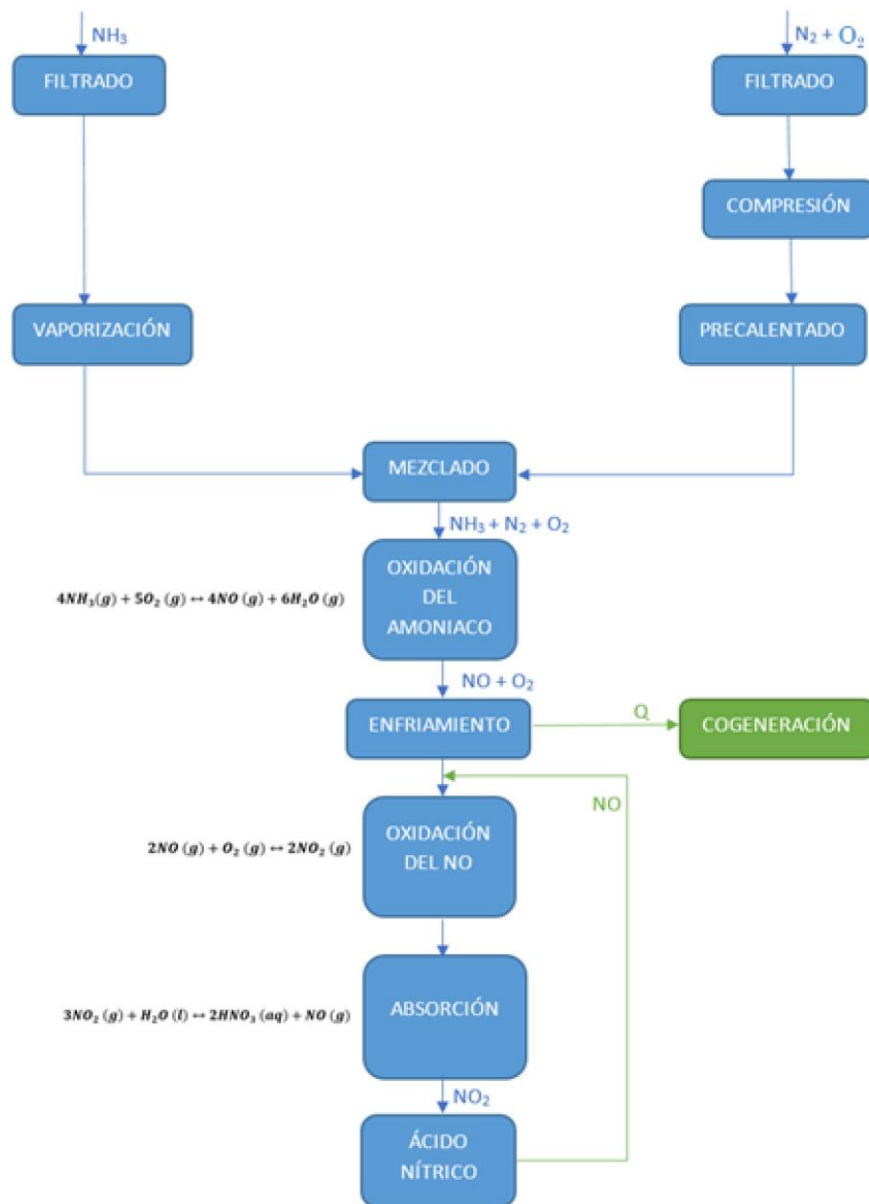 NH₃
N₂ + O₂
FILTRADO
FILTRADO
COMPRESIÓN
VAPORIZACIÓN
PRECALENTADO
MEZCLADO
NH₃ + N₂ + O₂
OXIDACIÓN
DEL
AMONIACO
4NH₃(g) + 5O₂ (g) ↔ 4NO (g) + 6H₂O (g)
NO + O₂
ENFRIAMIENTO
Q
COGENERACIÓN
NO
OXIDACIÓN
DEL NO
2NO (g) + O₂ (g) ↔ 2NO₂ (g)
ABSORCIÓN
3NO₂ (g) + H₂O (l) ↔ 2HNO₃ (aq) + NO (g)
NO₂
ÁCIDO
NÍTRICO